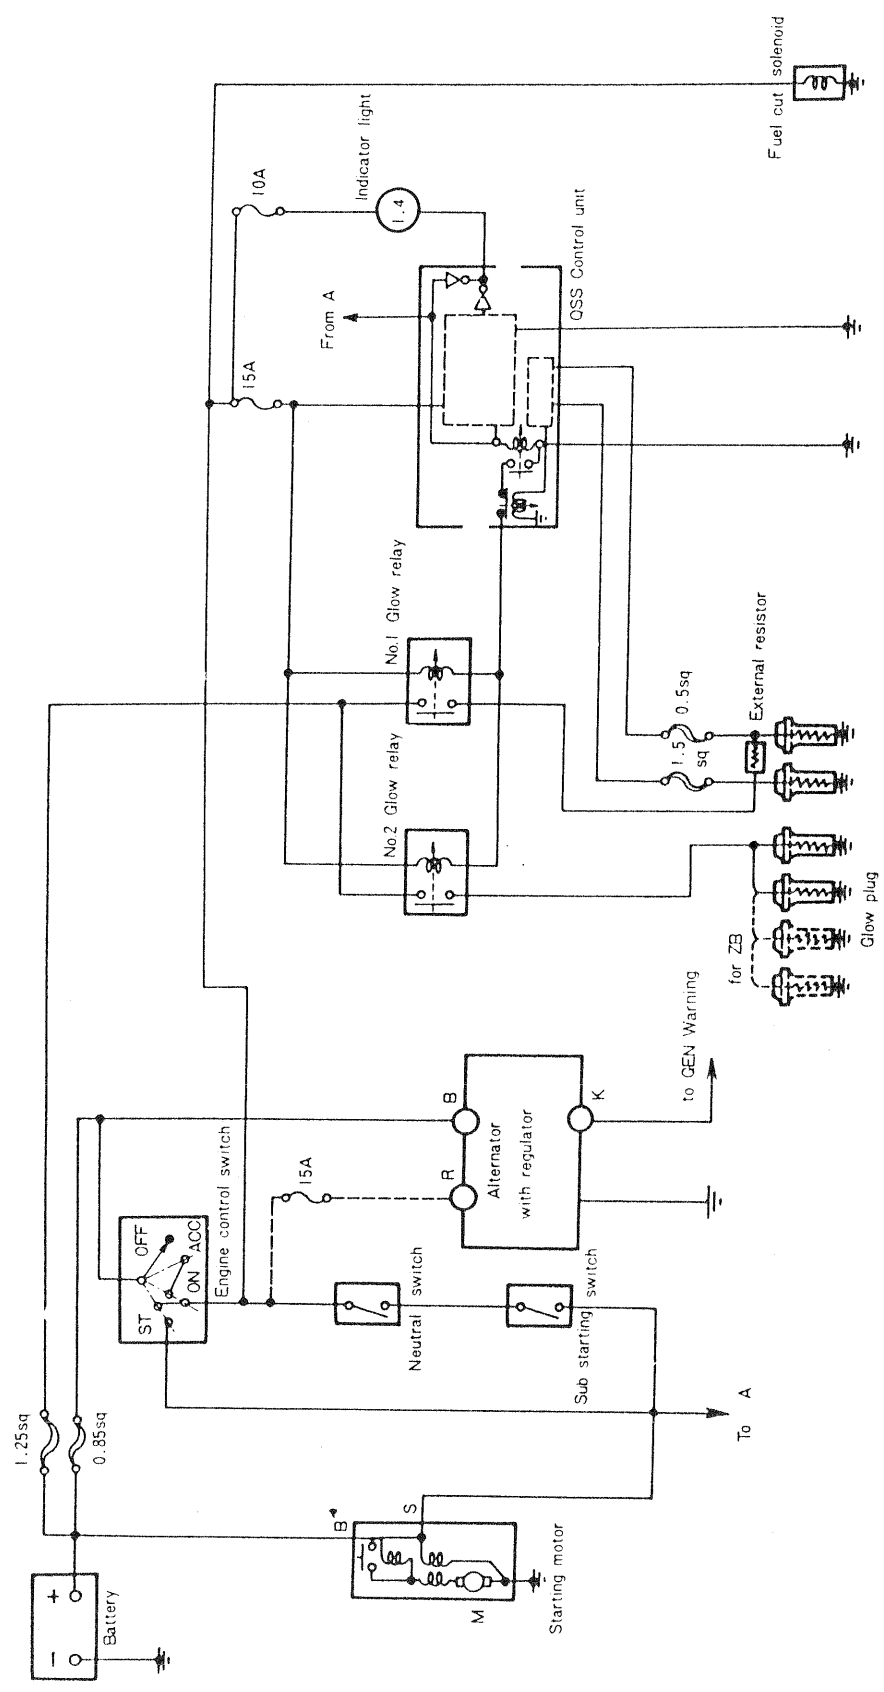 Battery
+
−
1.25sq
0.85sq
B
S
M
Starting motor
To A
ST
OFF
ON
ACC
Engine control switch
Neutral switch
Sub starting switch
15A
R
B
Alternator
with regulator
K
to GEN Warning
No.2 Glow relay
No.1 Glow relay
for ZB
Glow plug
1.5
sq
0.5sq
External resistor
15A
10A
From A
1.4
Indicator light
QSS Control unit
Fuel cut solenoid